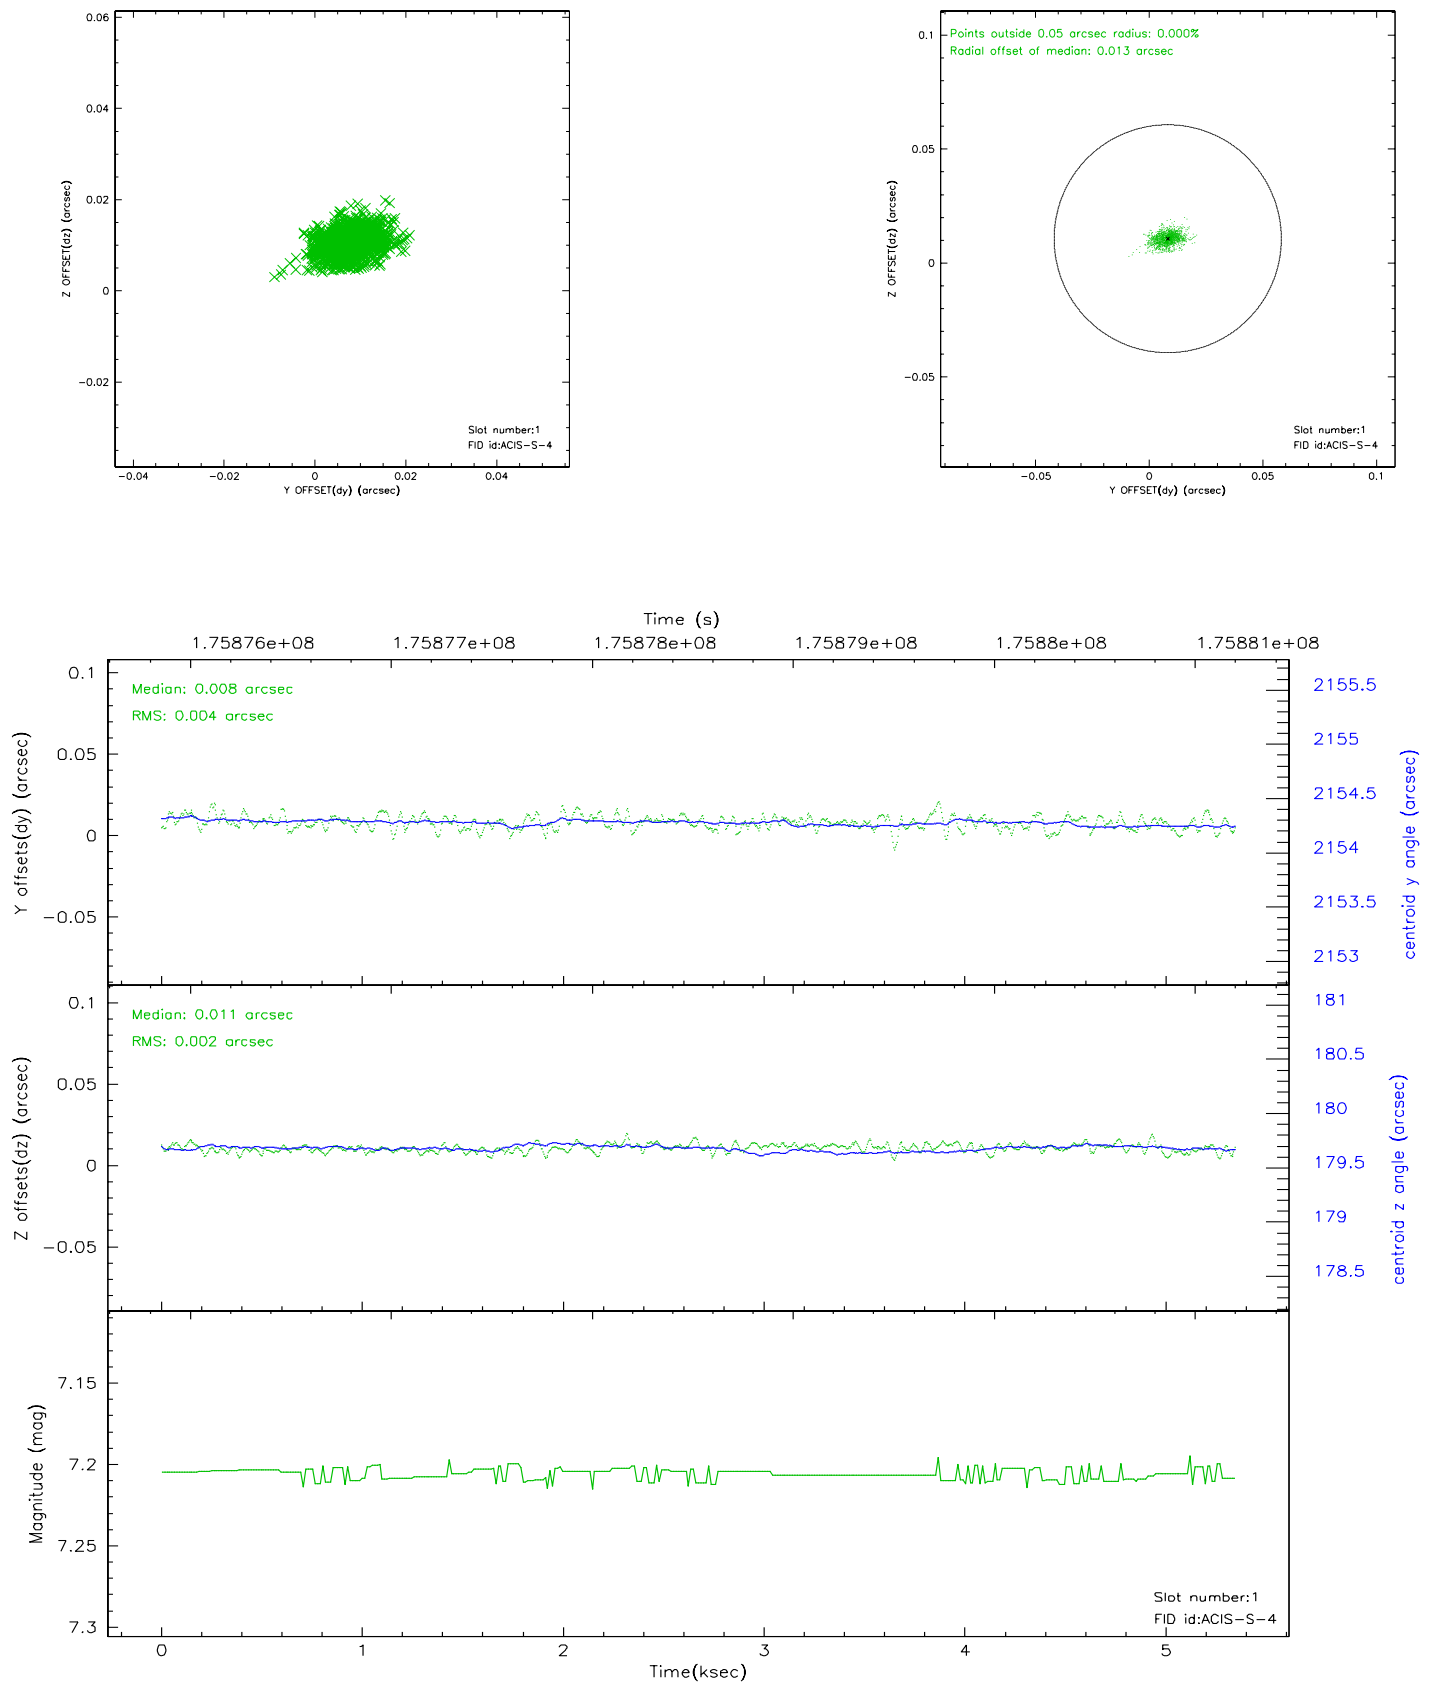 0.06
0.04
0.02
0
−0.02
Z OFFSET(dz) (arcsec)
−0.04
−0.02
0
0.02
0.04
Y OFFSET(dy) (arcsec)
Slot number:1
FID id:ACIS−S−4
Points outside 0.05 arcsec radius: 0.000%
Radial offset of median: 0.013 arcsec
0.1
0.05
0
−0.05
Z OFFSET(dz) (arcsec)
−0.05
0
0.05
0.1
Y OFFSET(dy) (arcsec)
Slot number:1
FID id:ACIS−S−4
Time (s)
1.75876e+08
1.75877e+08
1.75878e+08
1.75879e+08
1.7588e+08
1.75881e+08
Median: 0.008 arcsec
RMS: 0.004 arcsec
0.1
0.05
0
−0.05
Y offsets(dy) (arcsec)
2155.5
2155
2154.5
2154
2153.5
2153
centroid y angle (arcsec)
Median: 0.011 arcsec
RMS: 0.002 arcsec
0.1
0.05
0
−0.05
Z offsets(dz) (arcsec)
181
180.5
180
179.5
179
178.5
centroid z angle (arcsec)
7.15
7.2
7.25
7.3
Magnitude (mag)
Slot number:1
FID id:ACIS−S−4
0
1
2
3
4
5
Time(ksec)